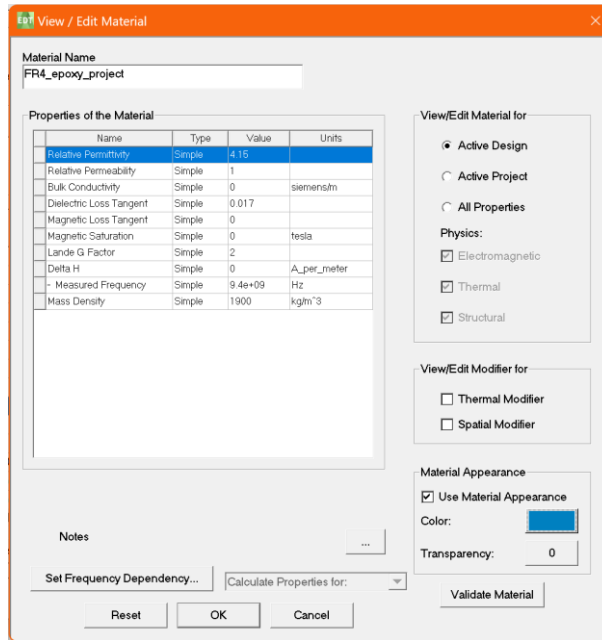 EDT View / Edit Material
Material Name
FR4_epoxy_project
Properties of the Material
Name Type Value Units
Relative Permittivity Simple 4.15
Relative Permeability Simple 1
Bulk Conductivity Simple 0 siemens/m
Dielectric Loss Tangent Simple 0.017
Magnetic Loss Tangent Simple 0
Magnetic Saturation Simple 0 tesla
Lande G Factor Simple 2
Delta H Simple 0 A_per_meter
- Measured Frequency Simple 9.4e+09 Hz
Mass Density Simple 1900 kg/m^3
View/Edit Material for
Active Design
Active Project
All Properties
Physics:
Electromagnetic
Thermal
Structural
View/Edit Modifier for
Thermal Modifier
Spatial Modifier
Material Appearance
Use Material Appearance
Color:
Transparency: 0
Notes ...
Set Frequency Dependency... Calculate Properties for:
Validate Material
Reset OK Cancel